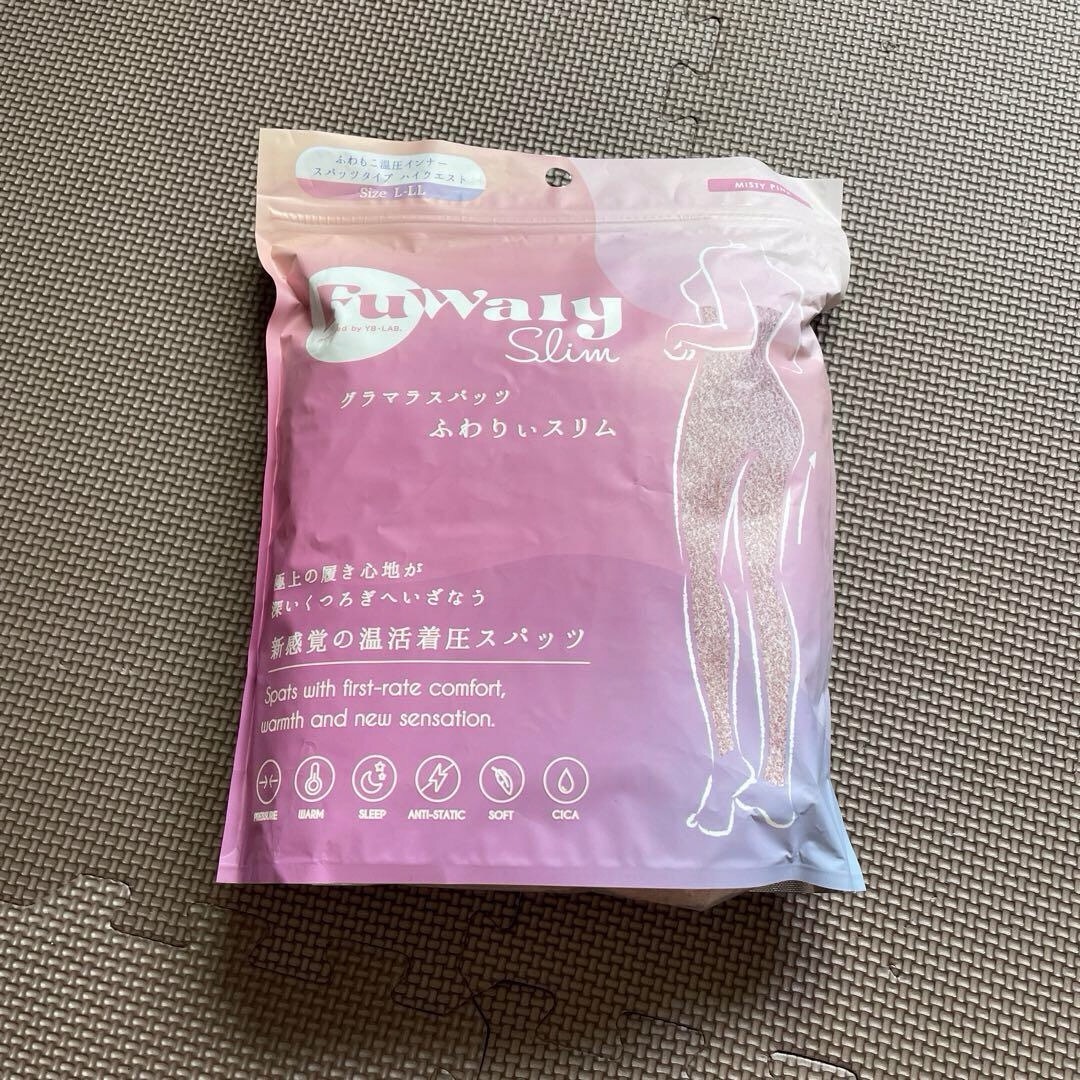 ふわもこ温圧インナー
スパッツタイプ ハイウエスト
Size L-LL
MISTY PINK
fuwaly
by YB-LAB.
Slim
グラマラスパッツ
ふわりぃスリム
極上の履き心地が
深いくつろぎへいざなう
新感覚の温活着圧スパッツ
Spats with first-rate comfort,
warmth and new sensation.
PRESSURE WARM SLEEP ANTI-STATIC SOFT CICA